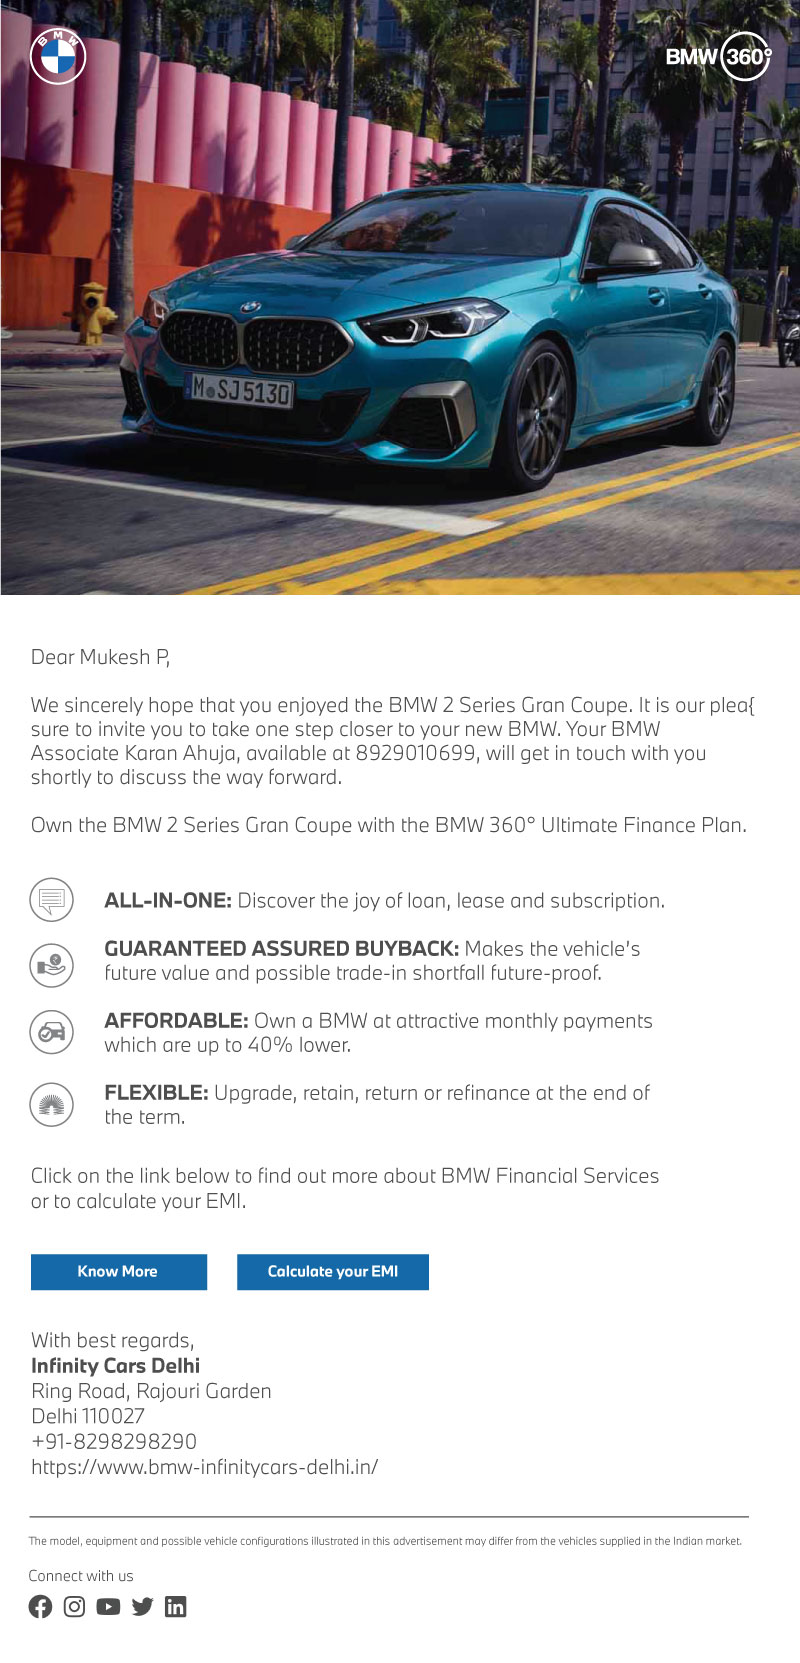 BMW
BMW 360°
M SJ 5130
Dear Mukesh P,
We sincerely hope that you enjoyed the BMW 2 Series Gran Coupe. It is our plea{
sure to invite you to take one step closer to your new BMW. Your BMW
Associate Karan Ahuja, available at 8929010699, will get in touch with you
shortly to discuss the way forward.
Own the BMW 2 Series Gran Coupe with the BMW 360° Ultimate Finance Plan.
ALL-IN-ONE: Discover the joy of loan, lease and subscription.
GUARANTEED ASSURED BUYBACK: Makes the vehicle's
future value and possible trade-in shortfall future-proof.
AFFORDABLE: Own a BMW at attractive monthly payments
which are up to 40% lower.
FLEXIBLE: Upgrade, retain, return or refinance at the end of
the term.
Click on the link below to find out more about BMW Financial Services
or to calculate your EMI.
Know More
Calculate your EMI
With best regards,
Infinity Cars Delhi
Ring Road, Rajouri Garden
Delhi 110027
+91-8298298290
https://www.bmw-infinitycars-delhi.in/
The model, equipment and possible vehicle configurations illustrated in this advertisement may differ from the vehicles supplied in the Indian market.
Connect with us